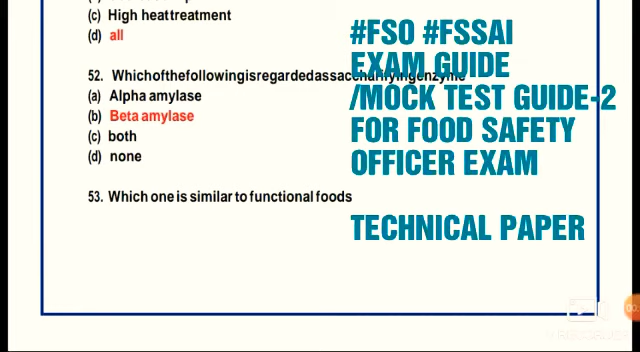 (c) High heattreatment
(d) all
52. Whichofthefollowingisregardedassaccharifyingenzyme
(a) Alpha amylase
(b) Beta amylase
(c) both
(d) none
53. Which one is similar to functional foods
#FSO #FSSAI
EXAM GUIDE
/MOCK TEST GUIDE-2
FOR FOOD SAFETY
OFFICER EXAM
TECHNICAL PAPER